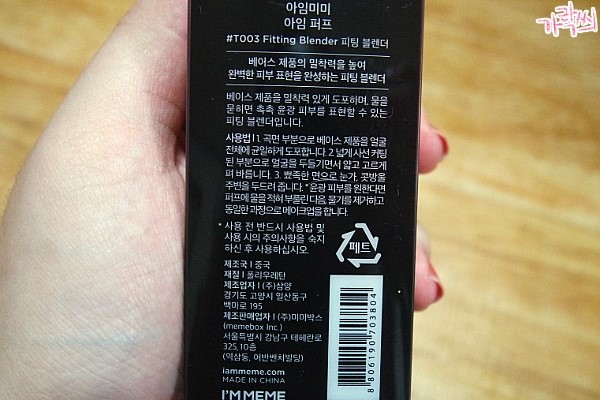 가락찌
아임미미
아임 퍼프
#T003 Fitting Blender 피팅 블렌더
베이스 제품의 밀착력을 높여
완벽한 피부 표현을 완성하는 피팅 블렌더
베이스 제품을 밀착력 있게 도포하며, 물을
묻히면 촉촉 윤광 피부를 표현할 수 있는
피팅 블렌더입니다.
사용법 | 1. 곡면 부분으로 베이스 제품을 얼굴
전체에 균일하게 도포합니다. 2. 넓게 사선 커팅
된 부분으로 얼굴을 두들기면서 얇고 고르게
펴 바릅니다. 3. 뾰족한 면으로 눈가, 콧방울
주변을 두드려 줍니다. * 윤광 피부를 원한다면
퍼프에 물을 적혀 부풀린 다음, 물기를 제거하고
동일한 과정으로 메이크업을 합니다.
* 사용 전 반드시 사용법 및
사용 시의 주의사항을 숙지
하신 후 사용하십시오.
페트
제조국 | 중국
재질 | 폴리우레탄
제조업자 | (주)삼양
경기도 고양시 일산동구
백마로 195
제조판매업자 | (주)미미박스
(memebox Inc.)
서울특별시 강남구 테헤란로
325, 10층
(역삼동, 어반벤치빌딩)
iammeme.com
MADE IN CHINA
I'M MEME
8 806190 703804